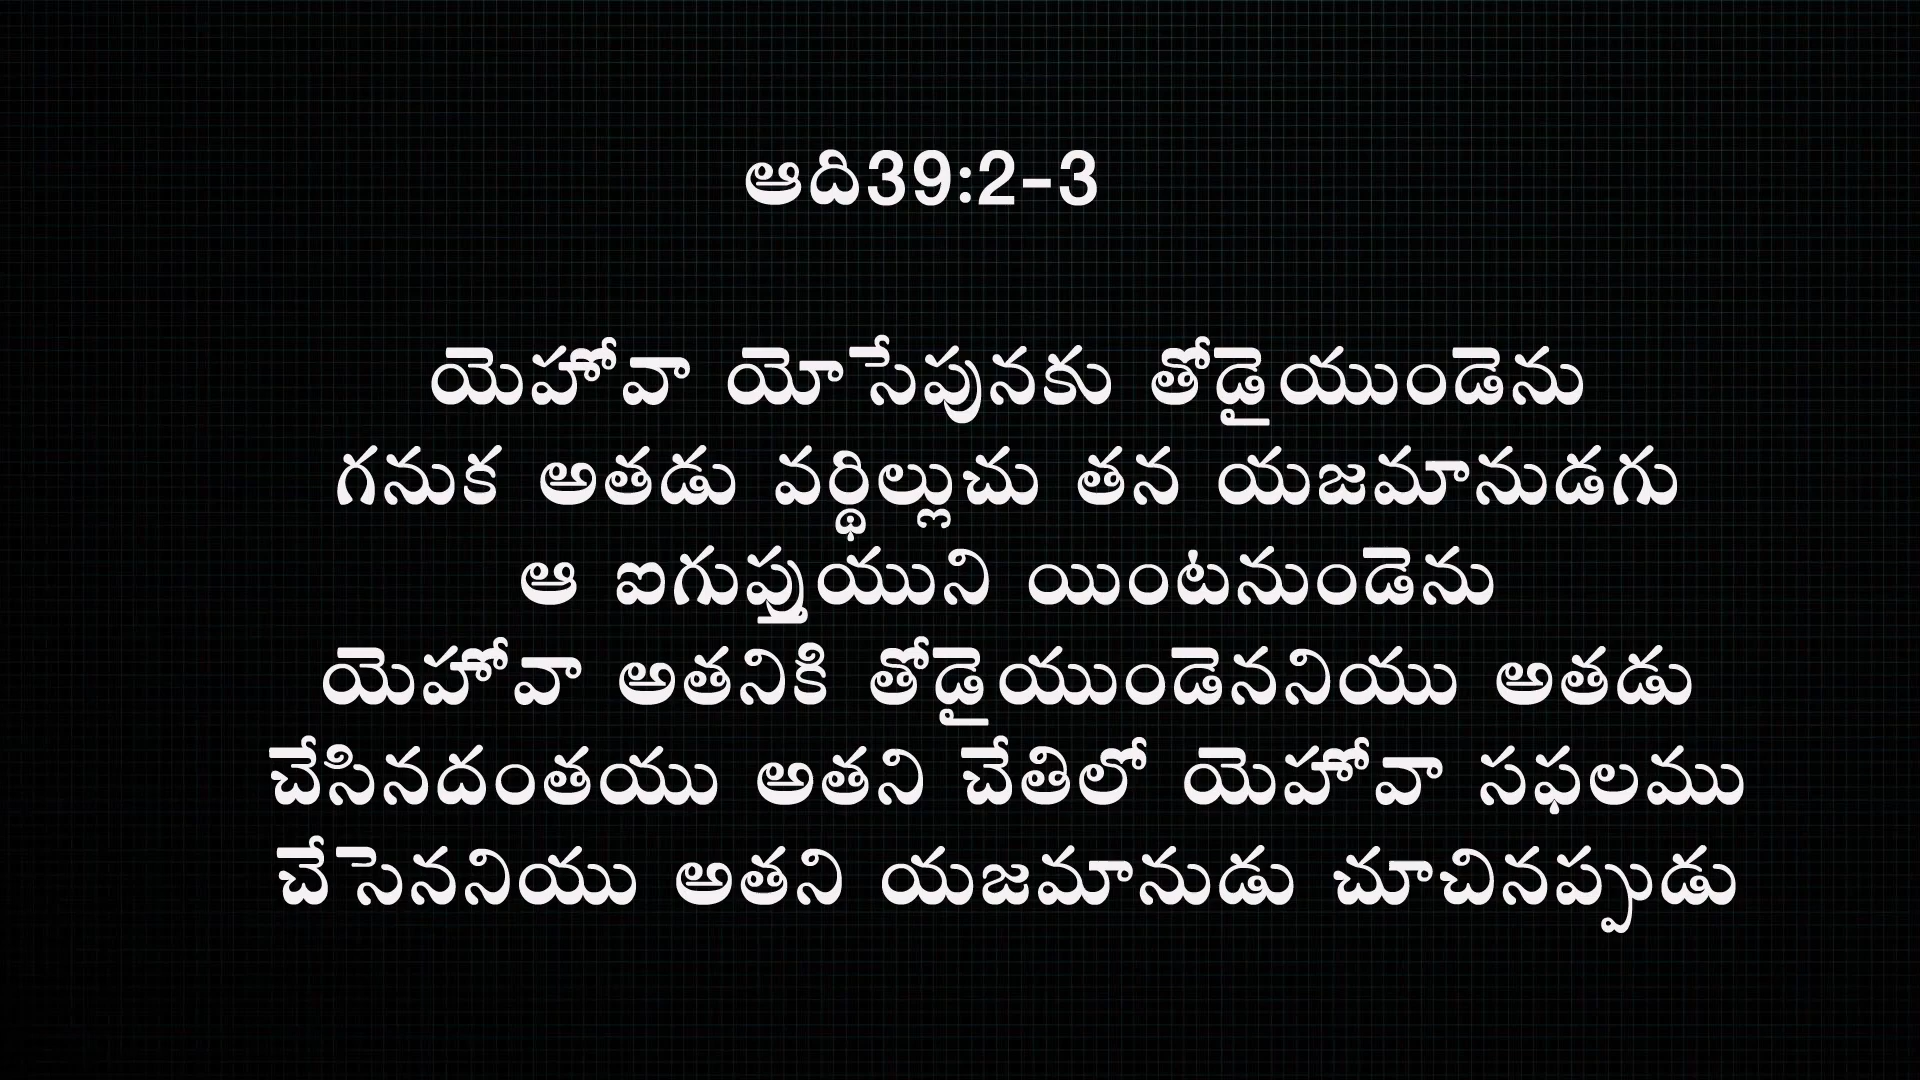 ఆది39:2-3
యెహోవా యోసేపునకు తోడైయుండెను
గనుక అతడు వర్థిల్లుచు తన యజమానుడగు
ఆ ఐగుప్తుయుని యింటనుండెను
యెహోవా అతనికి తోడైయుండెననియు అతడు
చేసినదంతయు అతని చేతిలో యెహోవా సఫలము
చేసెననియు అతని యజమానుడు చూచినప్పుడు